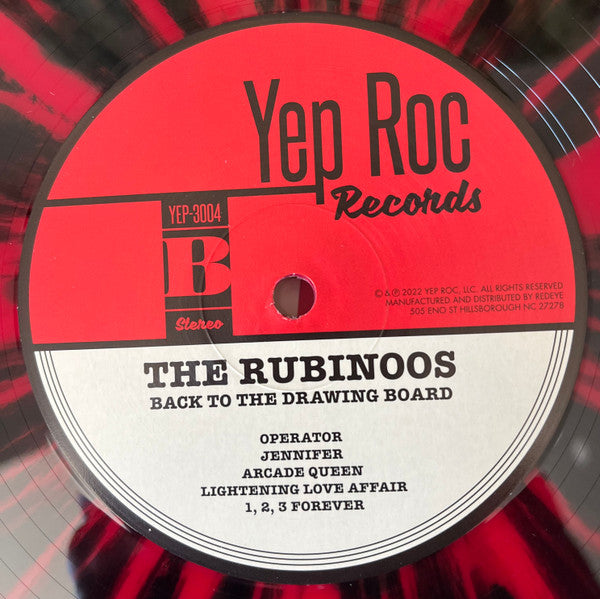 Yep Roc
Records
YEP-3004
B
Stereo
© & ℗ 2022 YEP ROC, LLC. ALL RIGHTS RESERVED
MANUFACTURED AND DISTRIBUTED BY REDEYE
505 ENO ST HILLSBOROUGH NC 27278
THE RUBINOOS
BACK TO THE DRAWING BOARD
OPERATOR
JENNIFER
ARCADE QUEEN
LIGHTENING LOVE AFFAIR
1, 2, 3 FOREVER